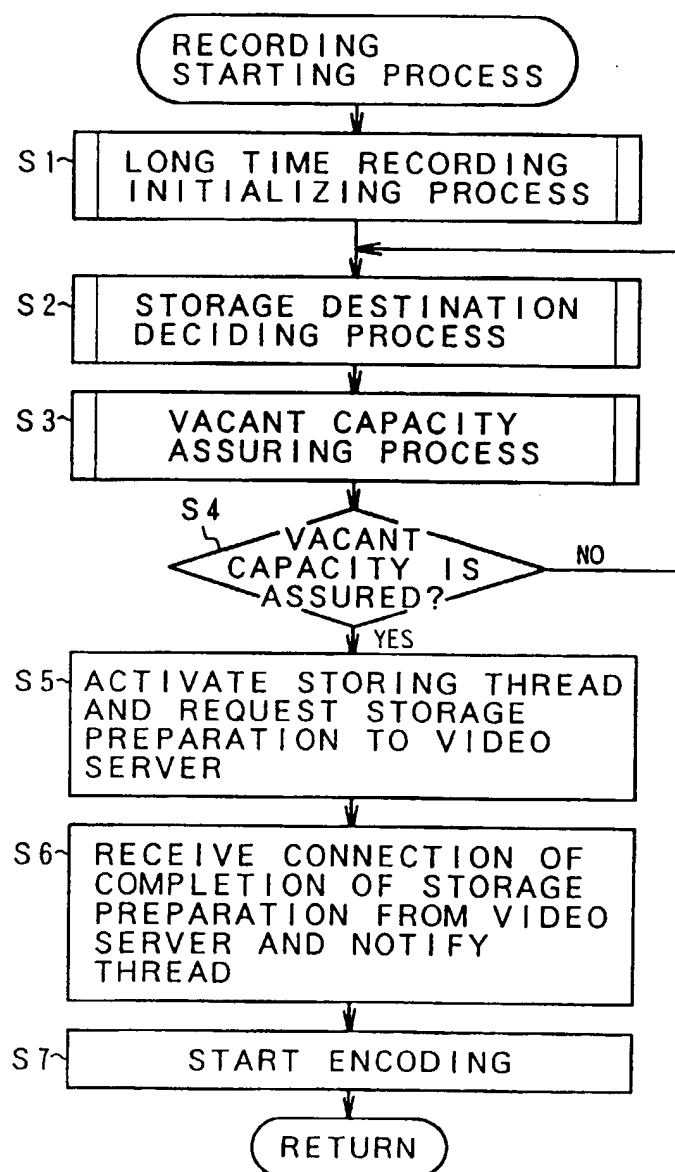 RECORDING
STARTING PROCESS
S1
LONG TIME RECORDING
INITIALIZING PROCESS
S2
STORAGE DESTINATION
DECIDING PROCESS
S3
VACANT CAPACITY
ASSURING PROCESS
S4
VACANT
CAPACITY IS
ASSURED?
NO
YES
S5
ACTIVATE STORING THREAD
AND REQUEST STORAGE
PREPARATION TO VIDEO
SERVER
S6
RECEIVE CONNECTION OF
COMPLETION OF STORAGE
PREPARATION FROM VIDEO
SERVER AND NOTIFY
THREAD
S7
START ENCODING
RETURN